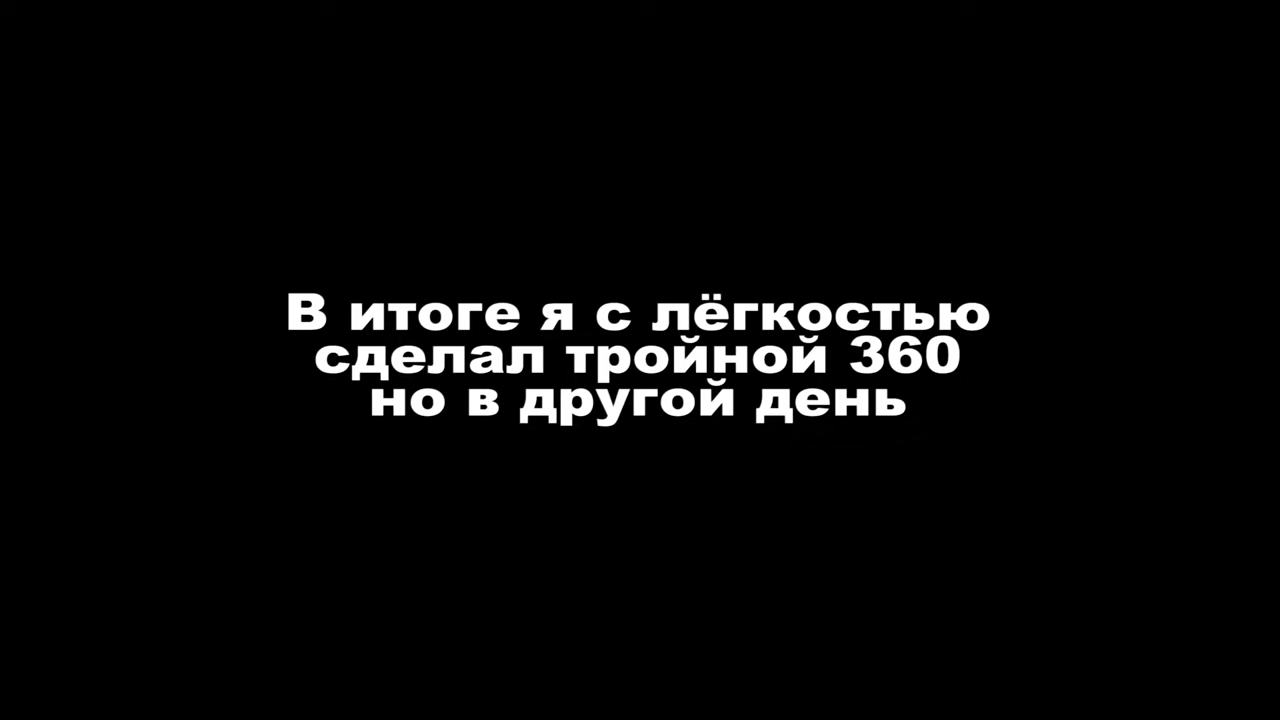 В итоге я с лёгкостью
сделал тройной 360
но в другой день